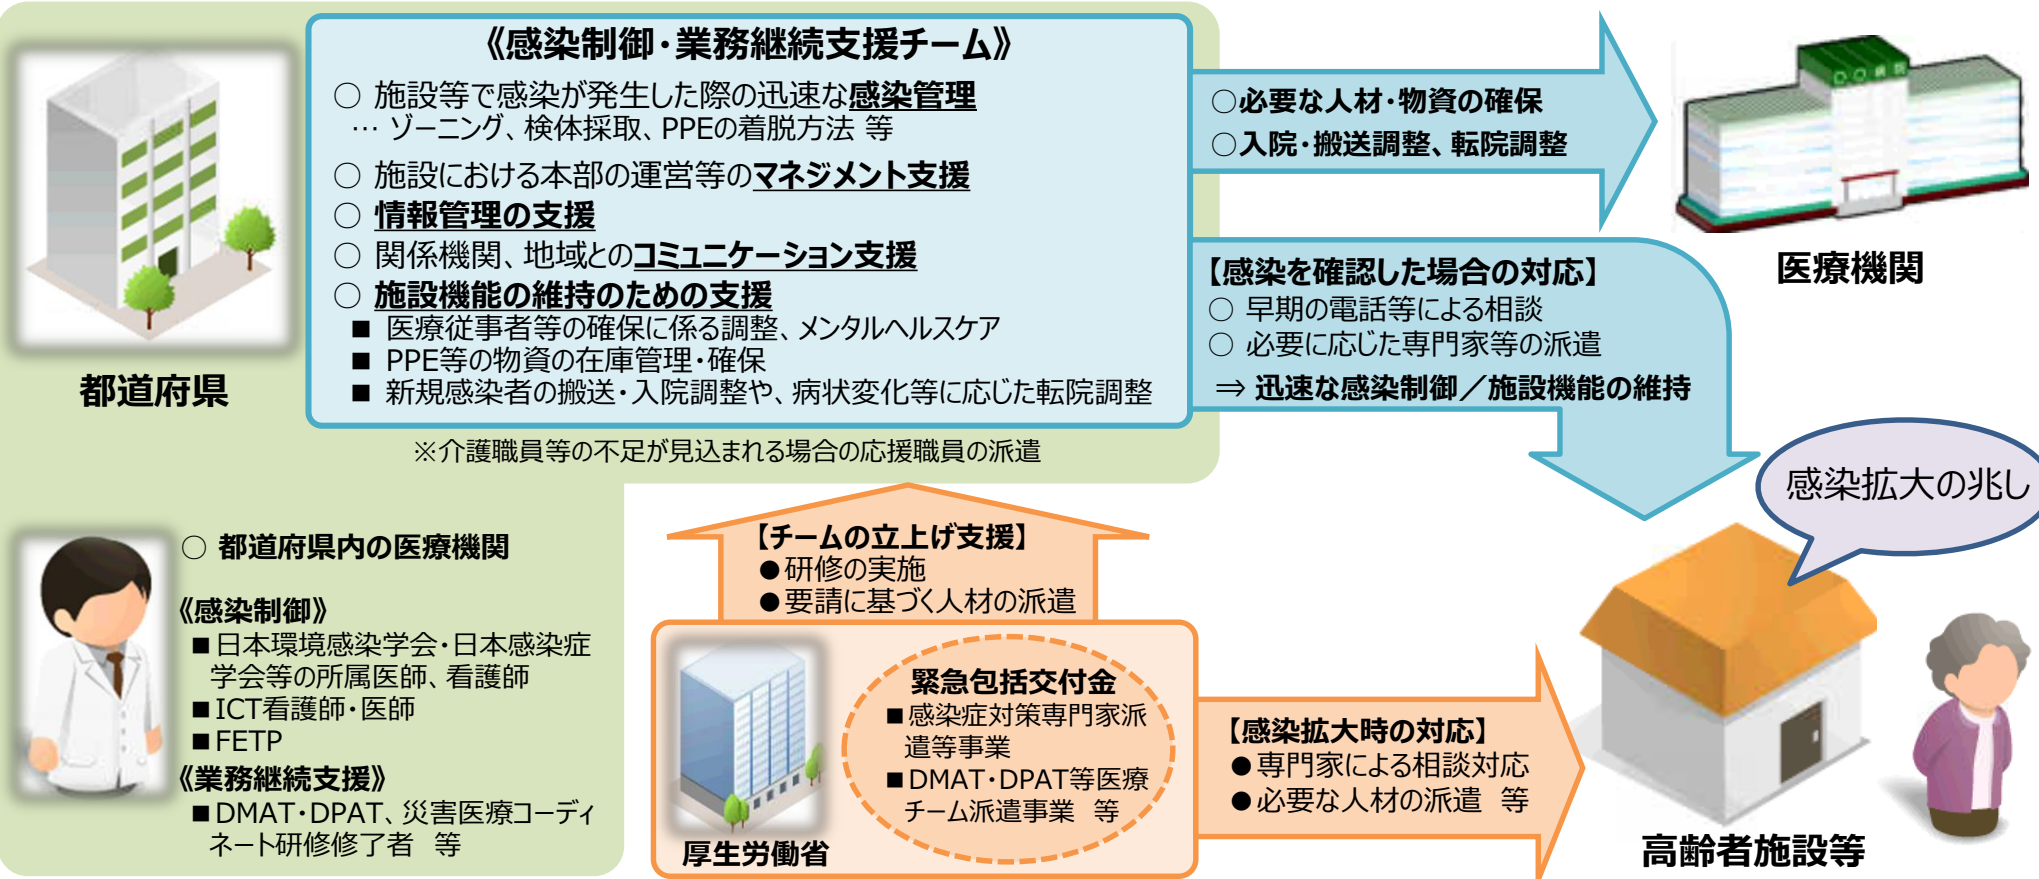 《感染制御・業務継続支援チーム》
○ 施設等で感染が発生した際の迅速な感染管理
… ゾーニング、検体採取、PPEの着脱方法 等
○ 施設における本部の運営等のマネジメント支援
○ 情報管理の支援
○ 関係機関、地域とのコミュニケーション支援
○ 施設機能の維持のための支援
■ 医療従事者等の確保に係る調整、メンタルヘルスケア
■ PPE等の物資の在庫管理・確保
■ 新規感染者の搬送・入院調整や、病状変化等に応じた転院調整
都道府県
※介護職員等の不足が見込まれる場合の応援職員の派遣
○必要な人材・物資の確保
○入院・搬送調整、転院調整
○○病院
医療機関
【感染を確認した場合の対応】
○ 早期の電話等による相談
○ 必要に応じた専門家等の派遣
⇒ 迅速な感染制御／施設機能の維持
感染拡大の兆し
○ 都道府県内の医療機関
《感染制御》
■日本環境感染学会・日本感染症
学会等の所属医師、看護師
■ICT看護師・医師
■FETP
《業務継続支援》
■DMAT・DPAT、災害医療コーディ
ネート研修修了者 等
【チームの立上げ支援】
●研修の実施
●要請に基づく人材の派遣
緊急包括交付金
■感染症対策専門家派
遣等事業
■DMAT・DPAT等医療
チーム派遣事業 等
厚生労働省
【感染拡大時の対応】
●専門家による相談対応
●必要な人材の派遣 等
高齢者施設等